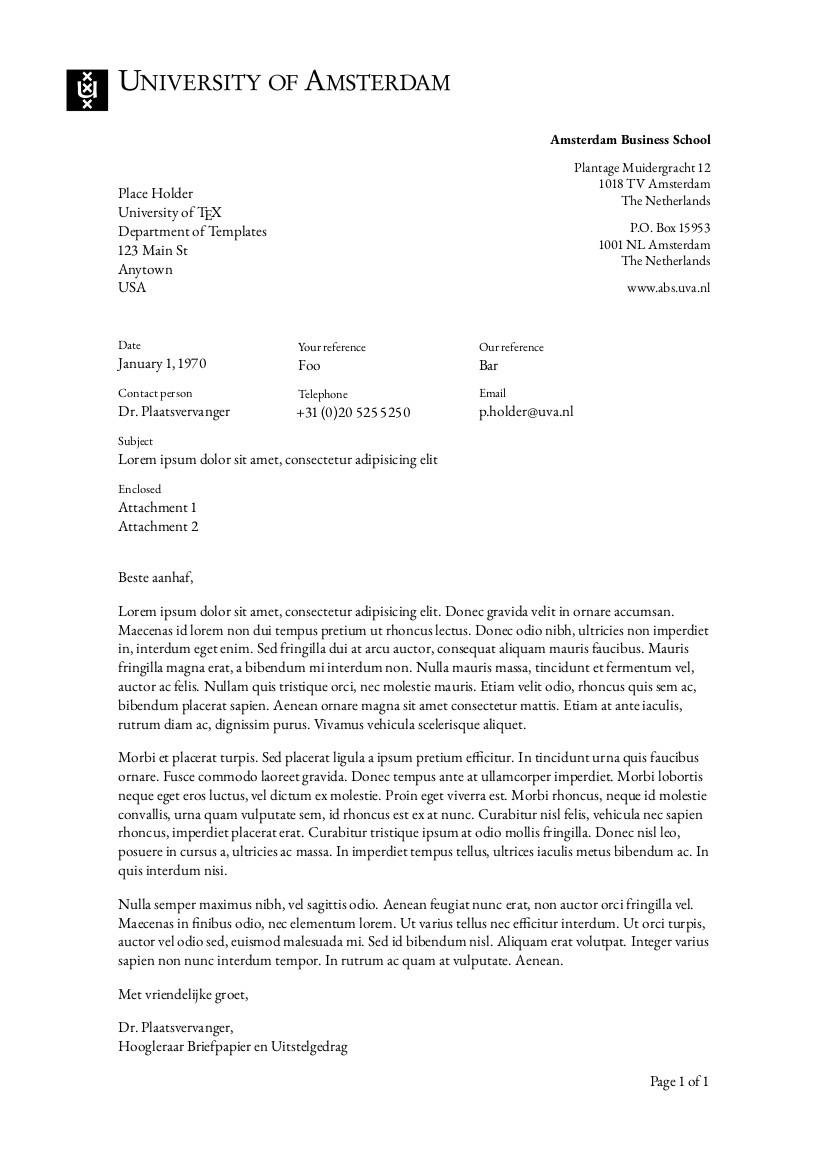 UNIVERSITY OF AMSTERDAM
Amsterdam Business School
Plantage Muidergracht 12
1018 TV Amsterdam
The Netherlands
P.O. Box 15953
1001 NL Amsterdam
The Netherlands
www.abs.uva.nl
Place Holder
University of TEX
Department of Templates
123 Main St
Anytown
USA
Date
January 1, 1970
Your reference
Foo
Our reference
Bar
Contact person
Dr. Plaatsvervanger
Telephone
+31 (0)20 525 5250
Email
p.holder@uva.nl
Subject
Lorem ipsum dolor sit amet, consectetur adipisicing elit
Enclosed
Attachment 1
Attachment 2
Beste aanhaf,
Lorem ipsum dolor sit amet, consectetur adipisicing elit. Donec gravida velit in ornare accumsan.
Maecenas id lorem non dui tempus pretium ut rhoncus lectus. Donec odio nibh, ultricies non imperdiet
in, interdum eget enim. Sed fringilla dui at arcu auctor, consequat aliquam mauris faucibus. Mauris
fringilla magna erat, a bibendum mi interdum non. Nulla mauris massa, tincidunt et fermentum vel,
auctor ac felis. Nullam quis tristique orci, nec molestie mauris. Etiam velit odio, rhoncus quis sem ac,
bibendum placerat sapien. Aenean ornare magna sit amet consectetur mattis. Etiam at ante iaculis,
rutrum diam ac, dignissim purus. Vivamus vehicula scelerisque aliquet.
Morbi et placerat turpis. Sed placerat ligula a ipsum pretium efficitur. In tincidunt urna quis faucibus
ornare. Fusce commodo laoreet gravida. Donec tempus ante at ullamcorper imperdiet. Morbi lobortis
neque eget eros luctus, vel dictum ex molestie. Proin eget viverra est. Morbi rhoncus, neque id molestie
convallis, urna quam vulputate sem, id rhoncus est ex at nunc. Curabitur nisl felis, vehicula nec sapien
rhoncus, imperdiet placerat erat. Curabitur tristique ipsum at odio mollis fringilla. Donec nisl leo,
posuere in cursus a, ultricies ac massa. In imperdiet tempus tellus, ultrices iaculis metus bibendum ac. In
quis interdum nisi.
Nulla semper maximus nibh, vel sagittis odio. Aenean feugiat nunc erat, non auctor orci fringilla vel.
Maecenas in finibus odio, nec elementum lorem. Ut varius tellus nec efficitur interdum. Ut orci turpis,
auctor vel odio sed, euismod malesuada mi. Sed id bibendum nisl. Aliquam erat volutpat. Integer varius
sapien non nunc interdum tempor. In rutrum ac quam at vulputate. Aenean.
Met vriendelijke groet,
Dr. Plaatsvervanger,
Hoogleraar Briefpapier en Uitstelgedrag
Page 1 of 1